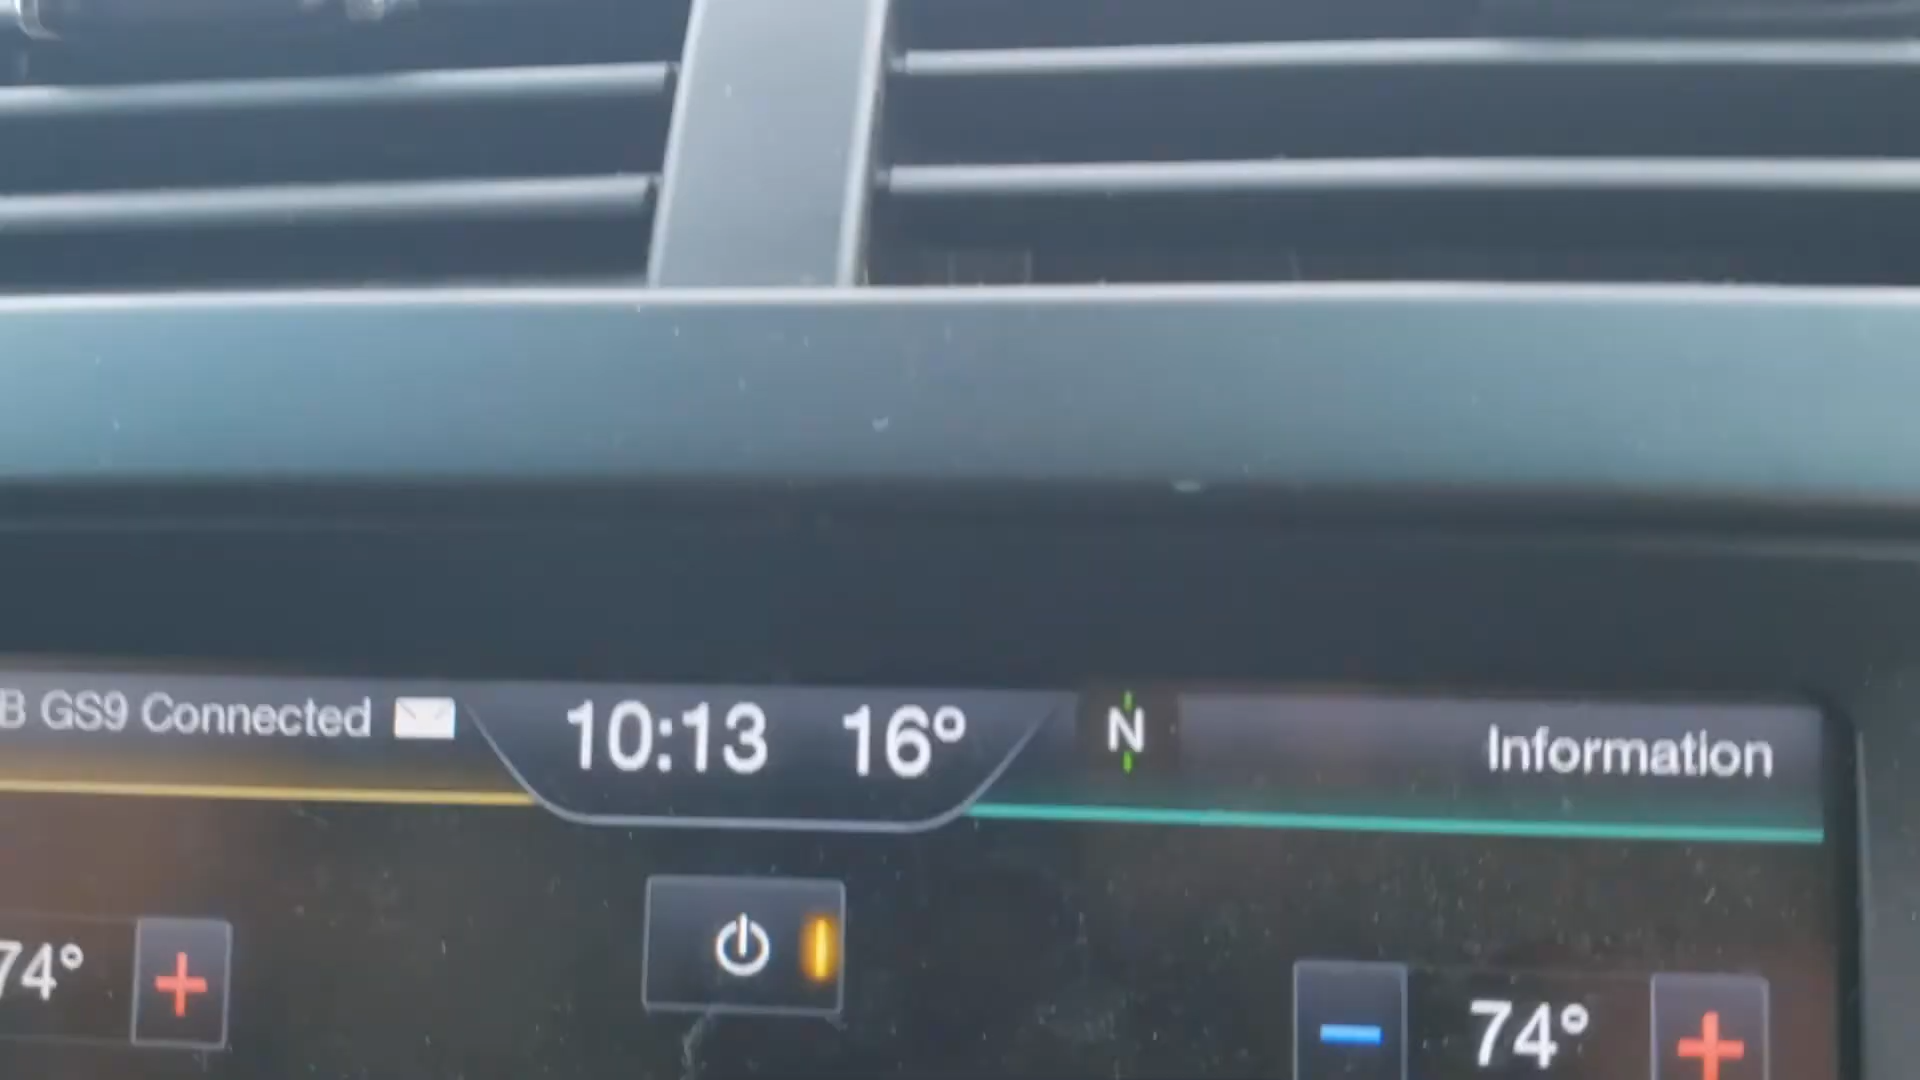 B GS9 Connected 10:13 16° N Information
74° + 74° +